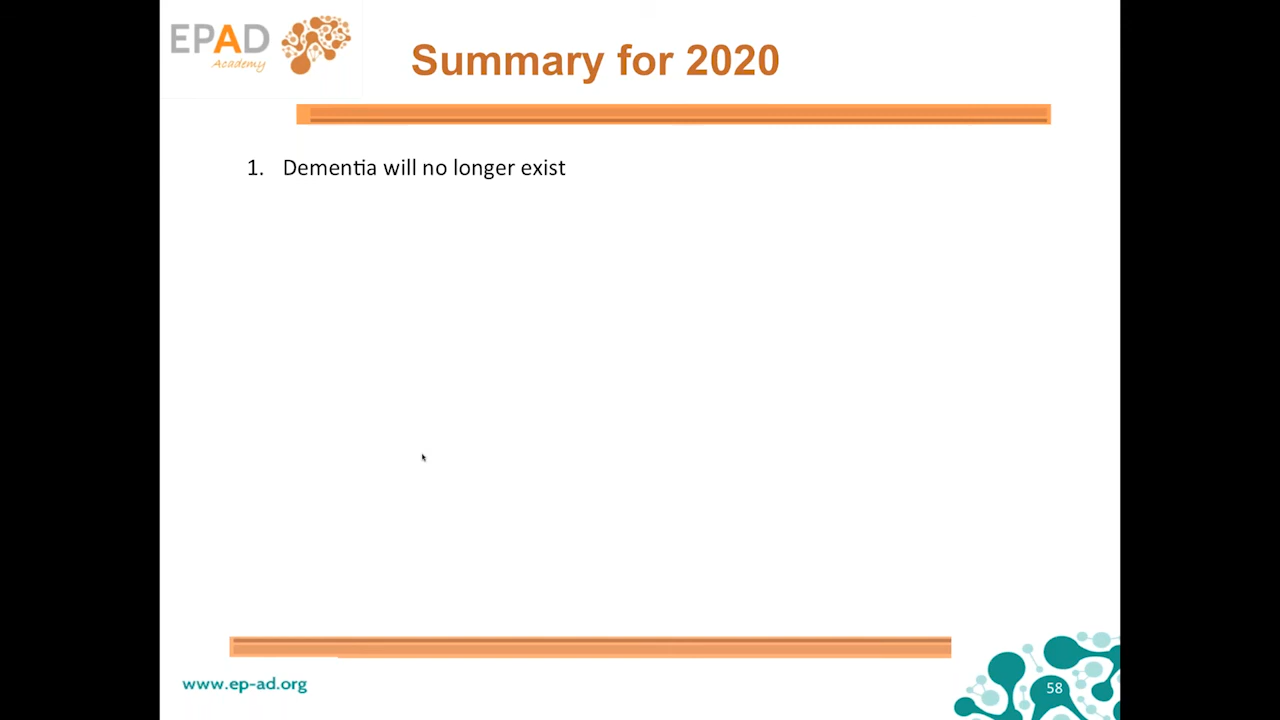 EPAD
Academy
Summary for 2020
1. Dementia will no longer exist
www.ep-ad.org
58